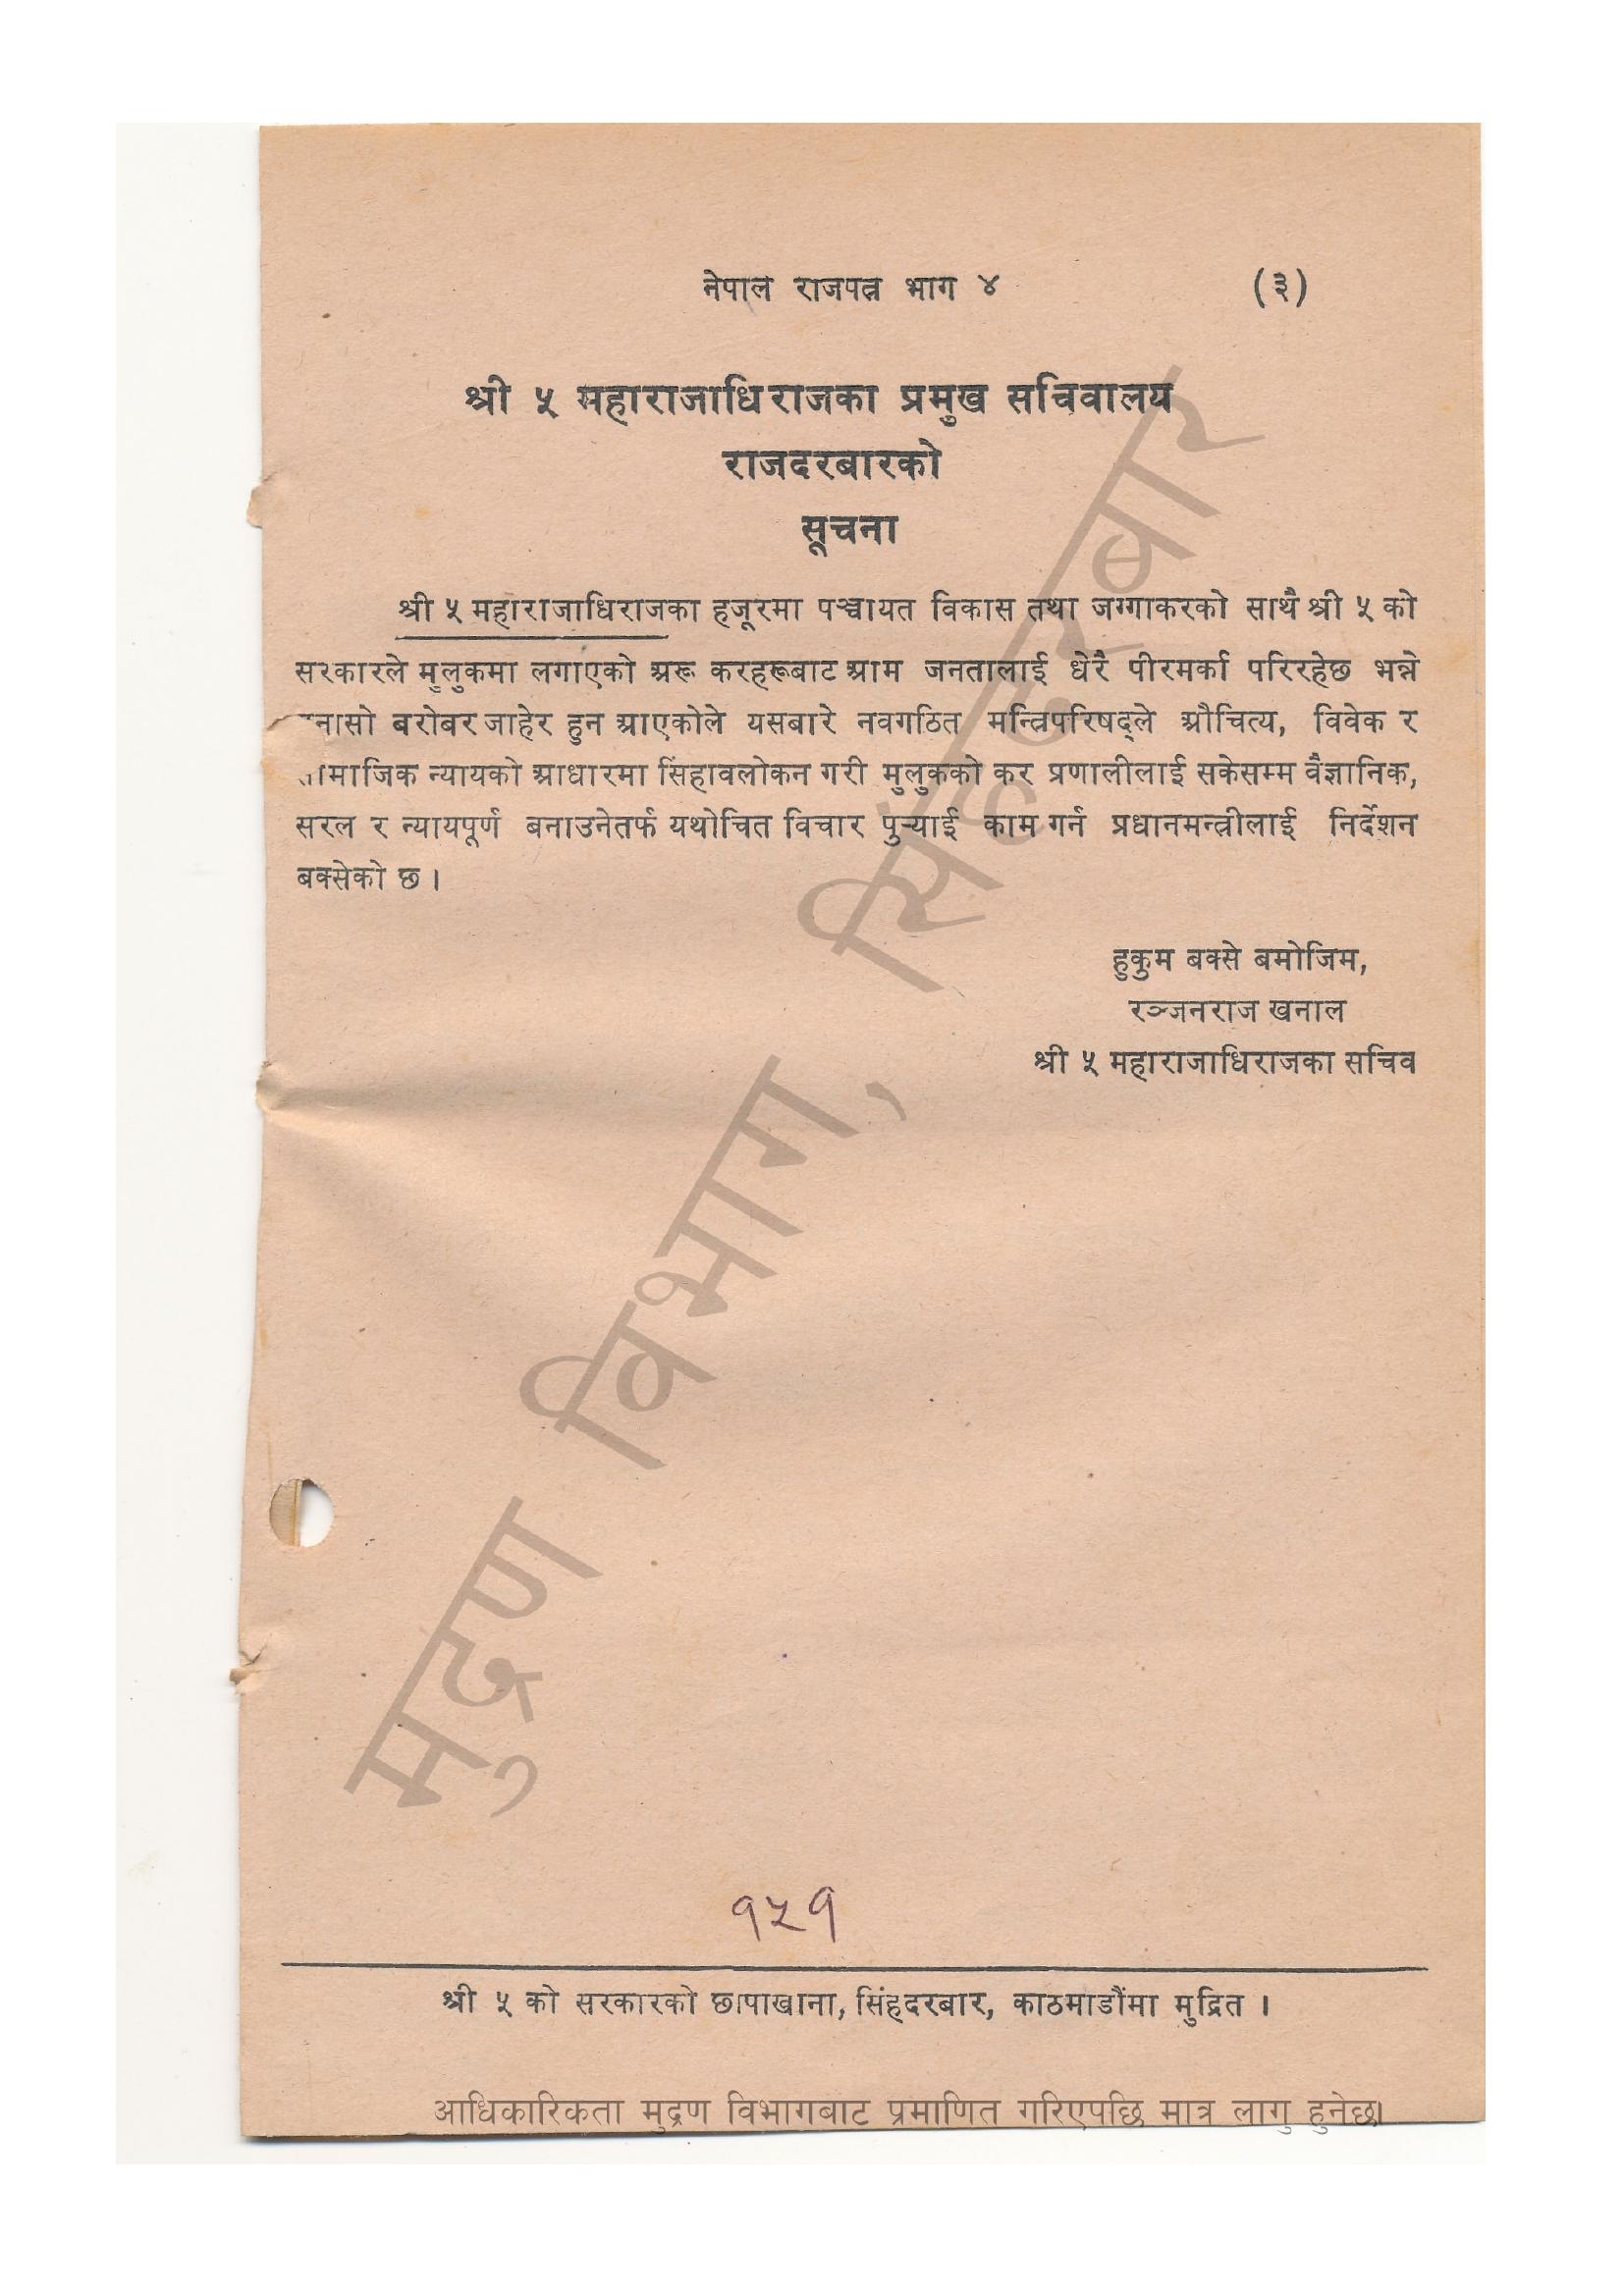 नेपाल राजपत्र भाग ४ (३)
श्री ५ महाराजाधिराजका प्रमुख सचिवालय
राजदरबारको
सूचना
श्री ५ महाराजाधिराजका हजूरमा पञ्चायत विकास तथा जग्गाकरको साथै श्री ५ को
सरकारले मुलुकमा लगाएको अरू करहरूबाट आम जनतालाई धेरै पीरमर्का परिरहेछ भन्ने
बरोबर जाहेर हुन आएकोले यसबारे नवगठित मन्त्रिपरिषद्ले औचित्य, विवेक र
सामाजिक न्यायको आधारमा सिंहावलोकन गरी मुलुकको कर प्रणालीलाई सकेसम्म वैज्ञानिक,
सरल र न्यायपूर्ण बनाउनेतर्फ यथोचित विचार पुर्‍याई काम गर्न प्रधानमन्त्रीलाई निर्देशन
बक्सेको छ ।
हुकुम बक्से बमोजिम,
रञ्जनराज खनाल
श्री ५ महाराजाधिराजका सचिव
मुद्रण विभाग, सिंहदरबार
१५१
श्री ५ को सरकारको छापाखाना, सिंहदरबार, काठमाडौंमा मुद्रित ।
आधिकारिकता मुद्रण विभागबाट प्रमाणित गरिएपछि मात्र लागु हुनेछ।